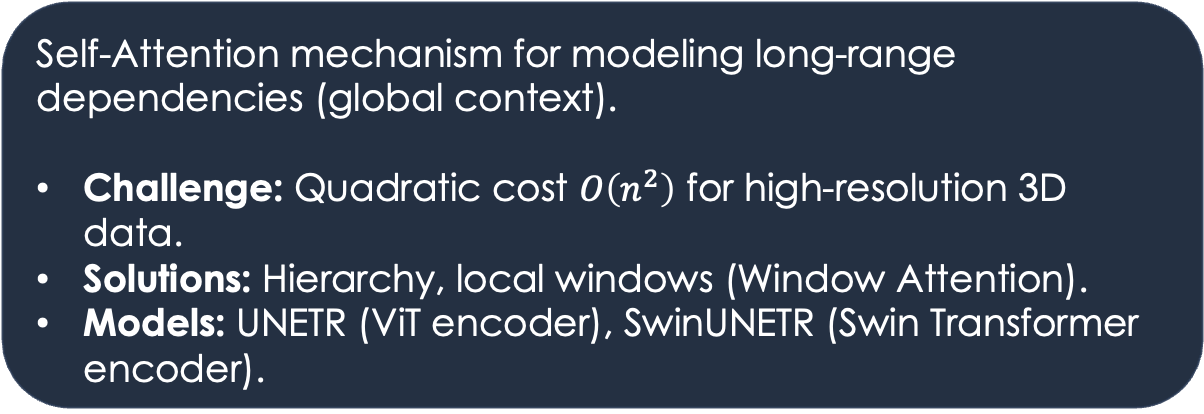 Self-Attention mechanism for modeling long-range
dependencies (global context).
• Challenge: Quadratic cost 𝑂(𝑛²) for high-resolution 3D
data.
• Solutions: Hierarchy, local windows (Window Attention).
• Models: UNETR (ViT encoder), SwinUNETR (Swin Transformer
encoder).